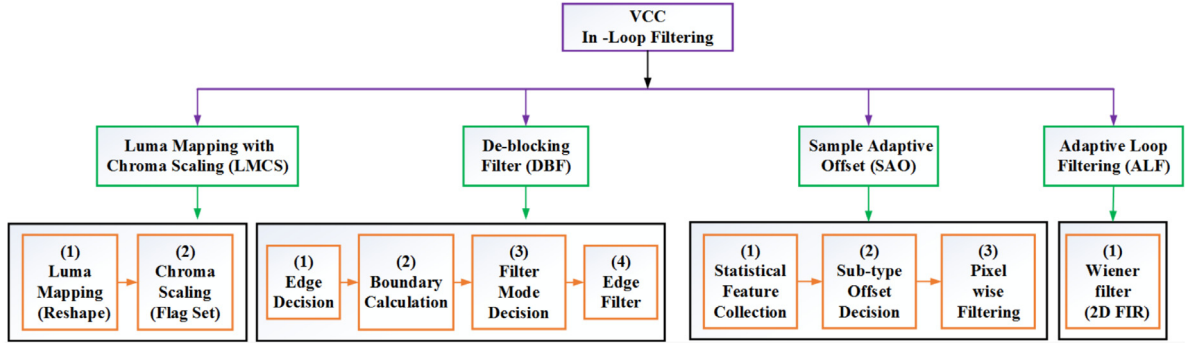 VCC
In -Loop Filtering
Luma Mapping with
Chroma Scaling (LMCS)
De-blocking
Filter (DBF)
Sample Adaptive
Offset (SAO)
Adaptive Loop
Filtering (ALF)
(1)
Luma
Mapping
(Reshape)
(2)
Chroma
Scaling
(Flag Set)
(1)
Edge
Decision
(2)
Boundary
Calculation
(3)
Filter
Mode
Decision
(4)
Edge
Filter
(1)
Statistical
Feature
Collection
(2)
Sub-type
Offset
Decision
(3)
Pixel
wise
Filtering
(1)
Wiener
filter
(2D FIR)